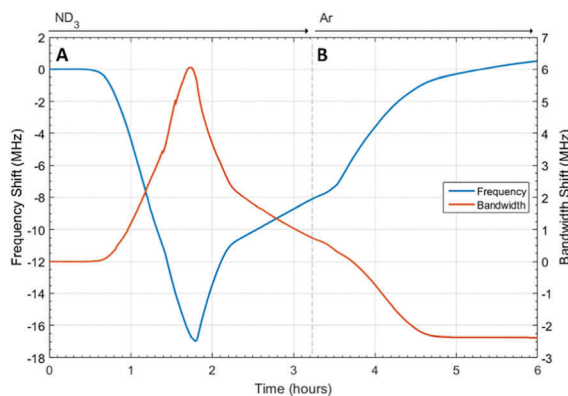 ND3 Ar
A B
Frequency Shift (MHz)
2
0
-2
-4
-6
-8
-10
-12
-14
-16
-18
Frequency
Bandwidth
7
6
5
4
3
2
1
0
-1
-2
-3
Bandwidth Shift (MHz)
0 1 2 3 4 5 6
Time (hours)